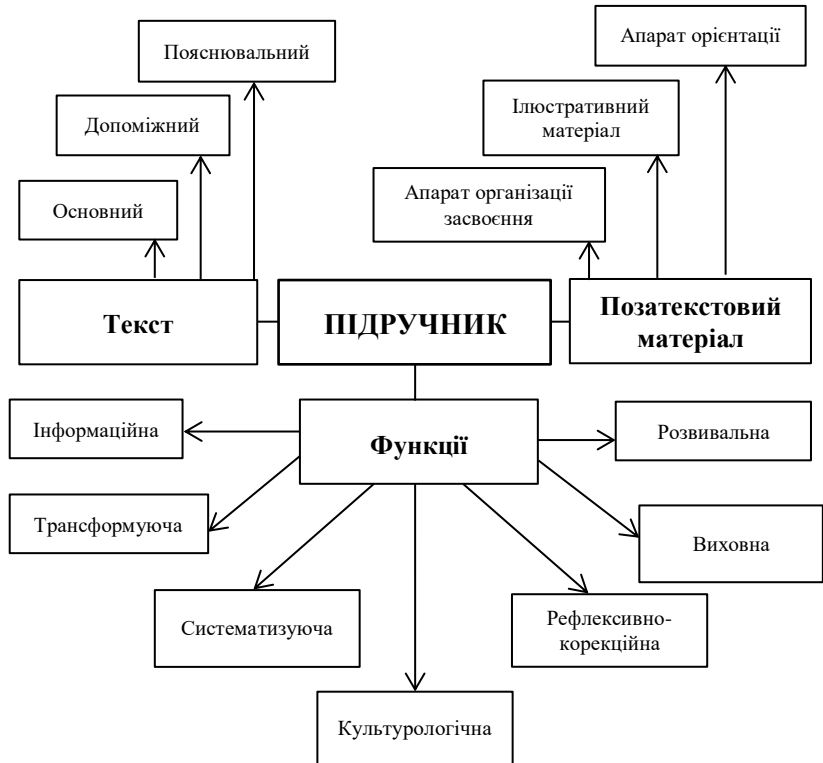 Апарат орієнтації
Пояснювальний
Ілюстративний
матеріал
Допоміжний
Апарат організації
засвоєння
Основний
Текст
ПІДРУЧНИК
Позатекстовий
матеріал
Інформаційна
Функції
Розвивальна
Трансформуюча
Виховна
Систематизуюча
Рефлексивно-
корекційна
Культурологічна